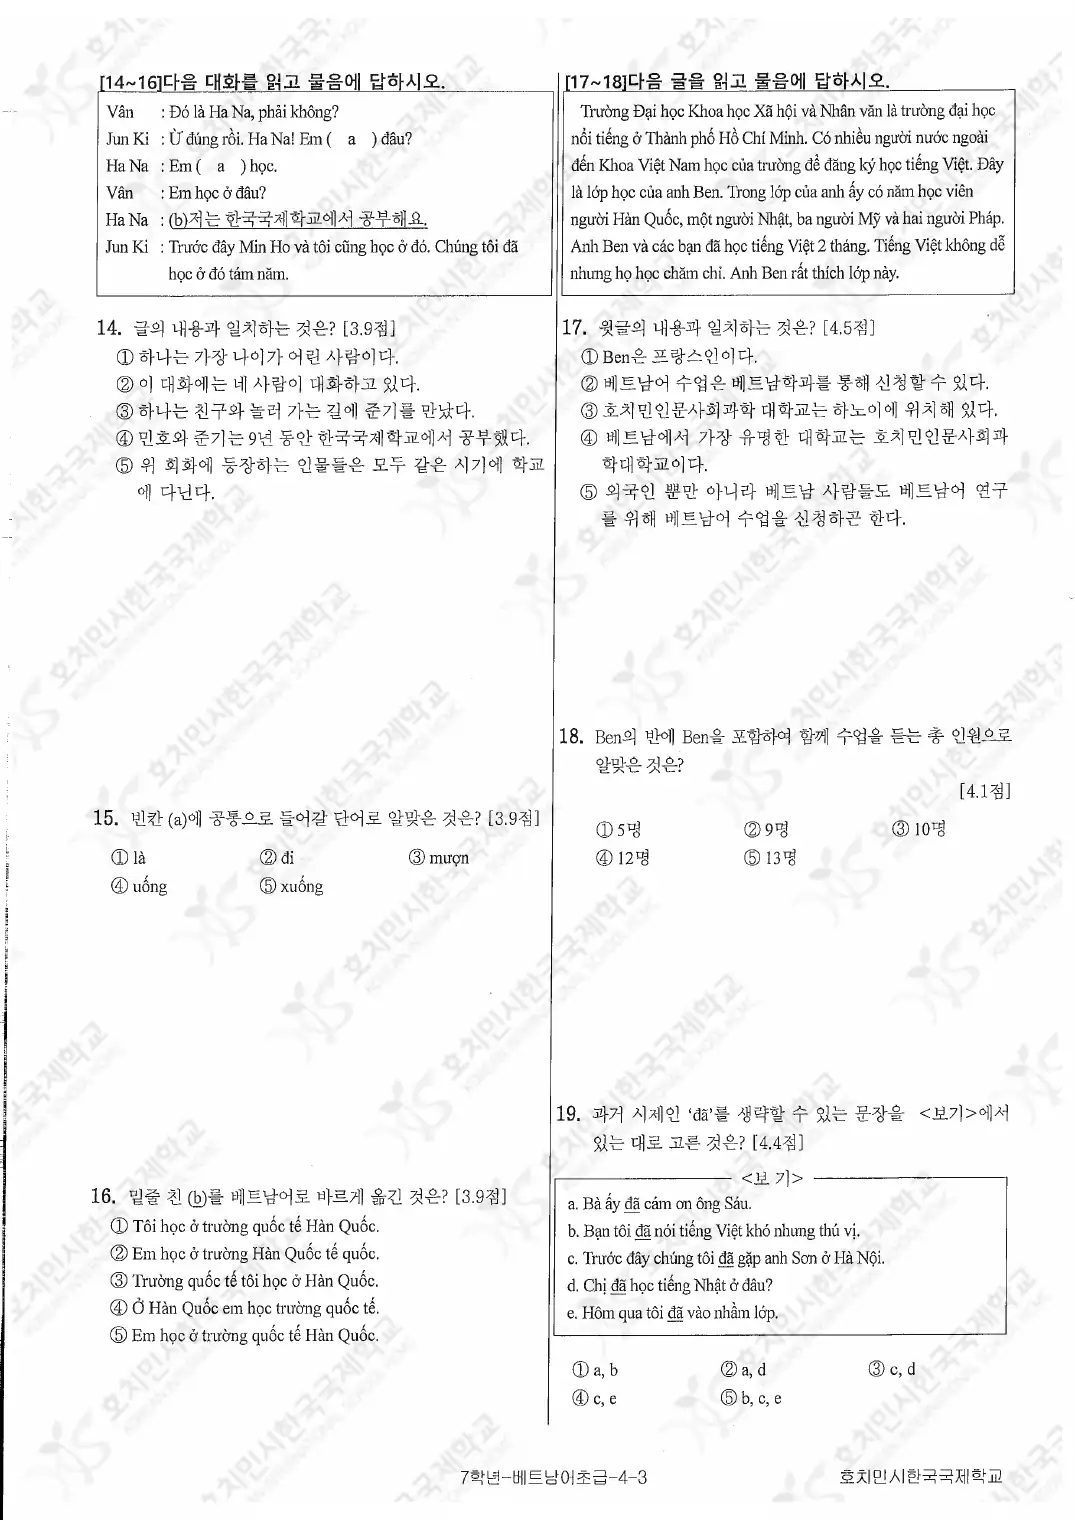 [14~16]다음 대화를 읽고 물음에 답하시오.
Vân : Đó là Ha Na, phải không?
Jun Ki : Ừ đúng rồi. Ha Na! Em ( a ) đâu?
Ha Na : Em ( a ) học.
Vân : Em học ở đâu?
Ha Na : (b)저는 한국국제학교에서 공부해요.
Jun Ki : Trước đây Min Ho và tôi cũng học ở đó. Chúng tôi đã
học ở đó tám năm.
14. 글의 내용과 일치하는 것은? [3.9점]
① 하나는 가장 나이가 어린 사람이다.
② 이 대화에는 네 사람이 대화하고 있다.
③ 하나는 친구와 놀러 가는 길에 준기를 만났다.
④ 민호와 준기는 9년 동안 한국국제학교에서 공부했다.
⑤ 위 회화에 등장하는 인물들은 모두 같은 시기에 학교
에 다닌다.
15. 빈칸 (a)에 공통으로 들어갈 단어로 알맞은 것은? [3.9점]
① là ② đi ③ mượn
④ uống ⑤ xuống
16. 밑줄 친 (b)를 베트남어로 바르게 옮긴 것은? [3.9점]
① Tôi học ở trường quốc tế Hàn Quốc.
② Em học ở trường Hàn Quốc tế quốc.
③ Trường quốc tế tôi học ở Hàn Quốc.
④ Ở Hàn Quốc em học trường quốc tế.
⑤ Em học ở trường quốc tế Hàn Quốc.
[17~18]다음 글을 읽고 물음에 답하시오.
Trường Đại học Khoa học Xã hội và Nhân văn là trường đại học
nổi tiếng ở Thành phố Hồ Chí Minh. Có nhiều người nước ngoài
đến Khoa Việt Nam học của trường để đăng ký học tiếng Việt. Đây
là lớp học của anh Ben. Trong lớp của anh ấy có năm học viên
người Hàn Quốc, một người Nhật, ba người Mỹ và hai người Pháp.
Anh Ben và các bạn đã học tiếng Việt 2 tháng. Tiếng Việt không dễ
nhưng họ học chăm chỉ. Anh Ben rất thích lớp này.
17. 윗글의 내용과 일치하는 것은? [4.5점]
① Ben은 프랑스인이다.
② 베트남어 수업은 베트남학과를 통해 신청할 수 있다.
③ 호치민인문사회과학 대학교는 하노이에 위치해 있다.
④ 베트남에서 가장 유명한 대학교는 호치민인문사회과
학대학교이다.
⑤ 외국인 뿐만 아니라 베트남 사람들도 베트남어 연구
를 위해 베트남어 수업을 신청하곤 한다.
18. Ben의 반에 Ben을 포함하여 함께 수업을 듣는 총 인원으로
알맞은 것은?
[4.1점]
① 5명 ② 9명 ③ 10명
④ 12명 ⑤ 13명
19. 과거 시제인 ‘đã’를 생략할 수 있는 문장을 <보기>에서
있는 대로 고른 것은? [4.4점]
<보 기>
a. Bà ấy đã cám ơn ông Sáu.
b. Bạn tôi đã nói tiếng Việt khó nhưng thú vị.
c. Trước đây chúng tôi đã gặp anh Sơn ở Hà Nội.
d. Chị đã học tiếng Nhật ở đâu?
e. Hôm qua tôi đã vào nhầm lớp.
① a, b ② a, d ③ c, d
④ c, e ⑤ b, c, e
7학년-베트남어초급-4-3
호치민시한국국제학교